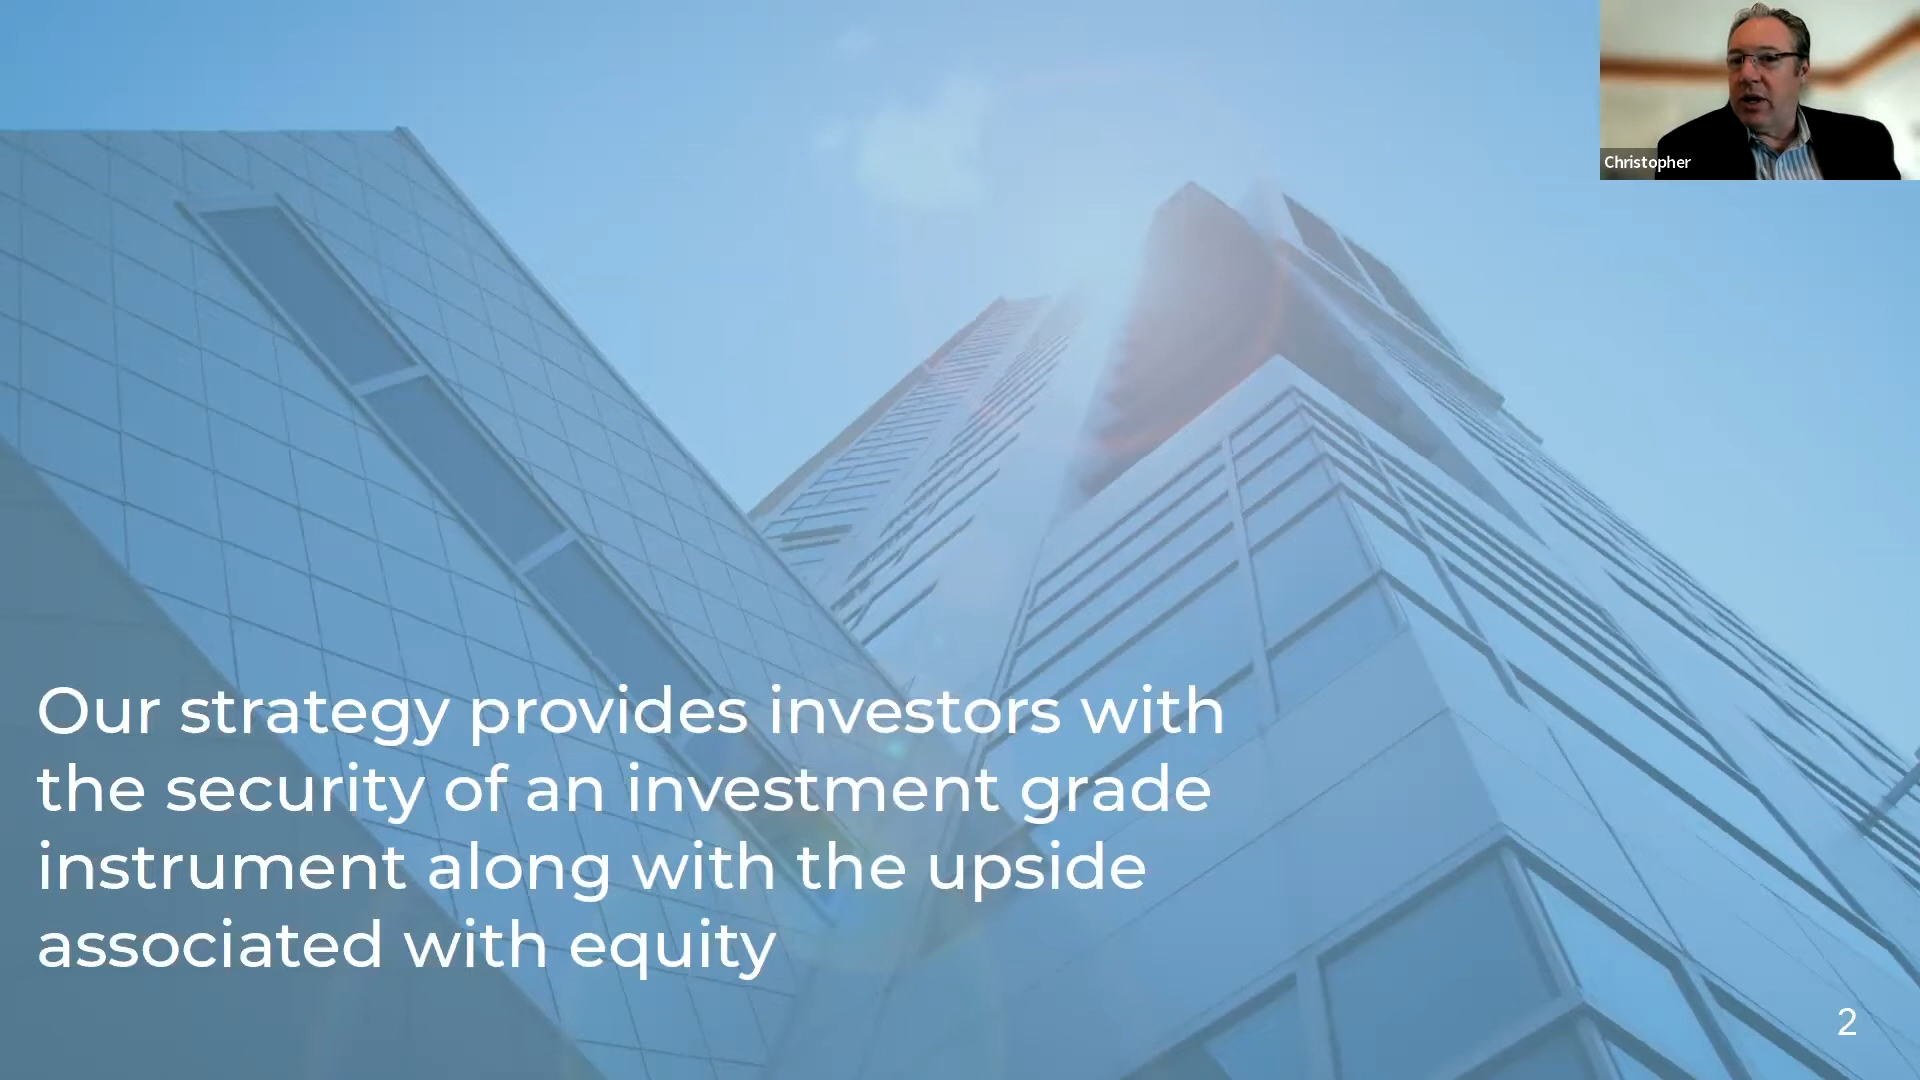 Christopher
Our strategy provides investors with
the security of an investment grade
instrument along with the upside
associated with equity
2